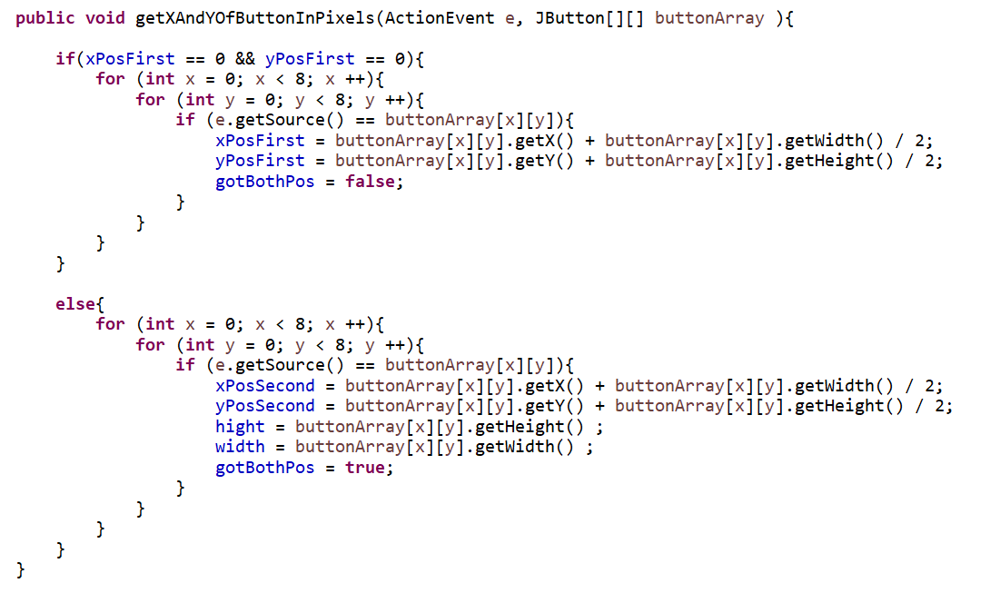 public void getXAndYOfButtonInPixels(ActionEvent e, JButton[][] buttonArray ){
if(xPosFirst == 0 && yPosFirst == 0){
for (int x = 0; x < 8; x ++){
for (int y = 0; y < 8; y ++){
if (e.getSource() == buttonArray[x][y]){
xPosFirst = buttonArray[x][y].getX() + buttonArray[x][y].getWidth() / 2;
yPosFirst = buttonArray[x][y].getY() + buttonArray[x][y].getHeight() / 2;
gotBothPos = false;
}
}
}
}
else{
for (int x = 0; x < 8; x ++){
for (int y = 0; y < 8; y ++){
if (e.getSource() == buttonArray[x][y]){
xPosSecond = buttonArray[x][y].getX() + buttonArray[x][y].getWidth() / 2;
yPosSecond = buttonArray[x][y].getY() + buttonArray[x][y].getHeight() / 2;
hight = buttonArray[x][y].getHeight() ;
width = buttonArray[x][y].getWidth() ;
gotBothPos = true;
}
}
}
}
}